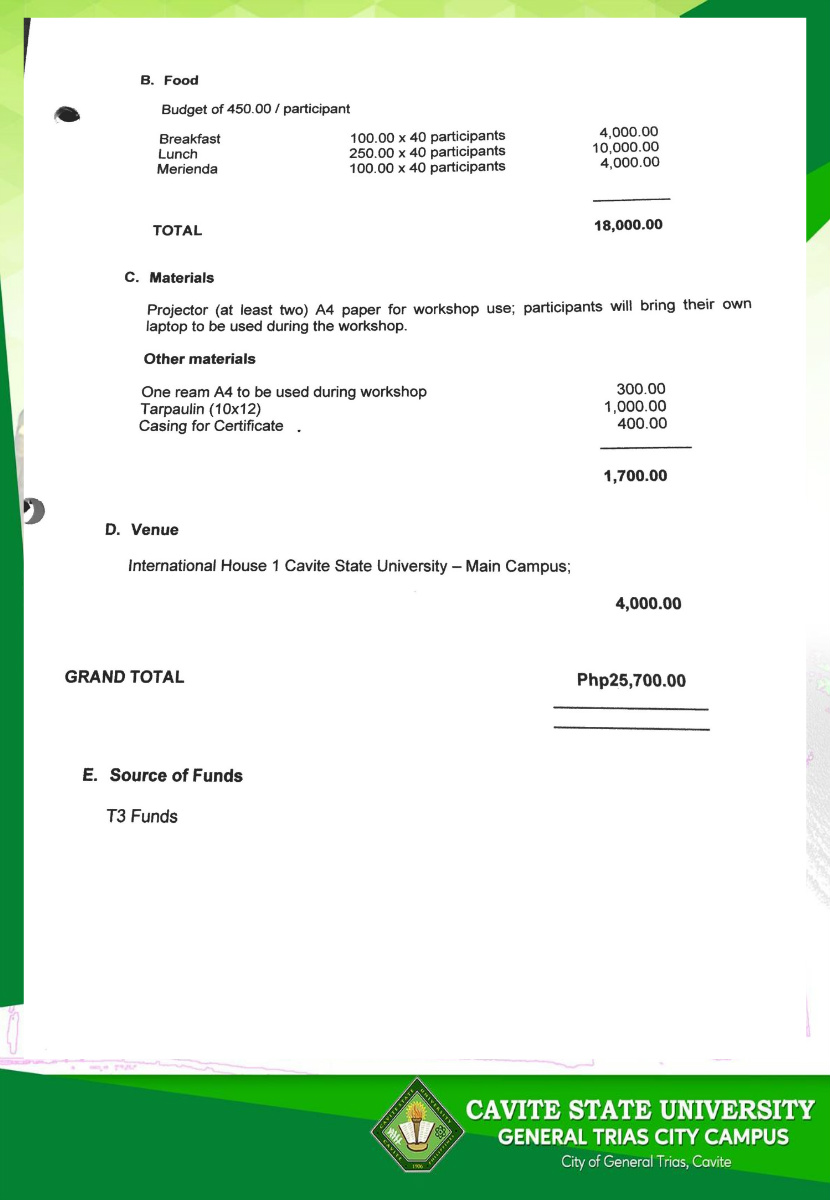 B. Food
Budget of 450.00 / participant
Breakfast 100.00 x 40 participants 4,000.00
Lunch 250.00 x 40 participants 10,000.00
Merienda 100.00 x 40 participants 4,000.00
TOTAL 18,000.00
C. Materials
Projector (at least two) A4 paper for workshop use; participants will bring their own
laptop to be used during the workshop.
Other materials
One ream A4 to be used during workshop 300.00
Tarpaulin (10x12) 1,000.00
Casing for Certificate . 400.00
1,700.00
D. Venue
International House 1 Cavite State University – Main Campus;
4,000.00
GRAND TOTAL Php25,700.00
E. Source of Funds
T3 Funds
CAVITE STATE UNIVERSITY
GENERAL TRIAS CITY CAMPUS
City of General Trias, Cavite
CAVITE STATE UNIVERSITY
CAVITE PHILIPPINES
1906